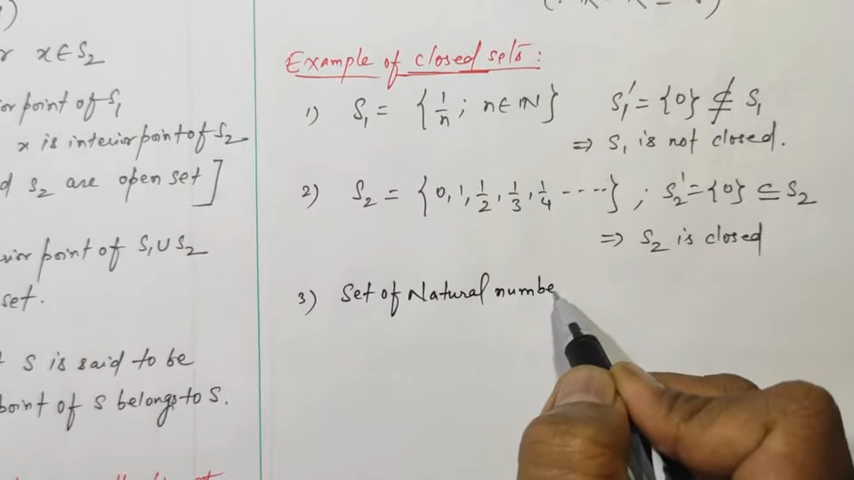 x ∈ S₂
point of S₁
x is interior point of S₂
S₂ are open set]
point of S₁ ∪ S₂
set.
S is said to be
point of S belongs to S.
Example of closed sets:
1) S₁ = {1/n ; n ∈ ℕ} S₁′ = {0} ⊈ S₁
⇒ S₁ is not closed.
2) S₂ = {0, 1, 1/2, 1/3, 1/4 ----} ; S₂′ = {0} ⊆ S₂
⇒ S₂ is closed
3) Set of Natural numbe